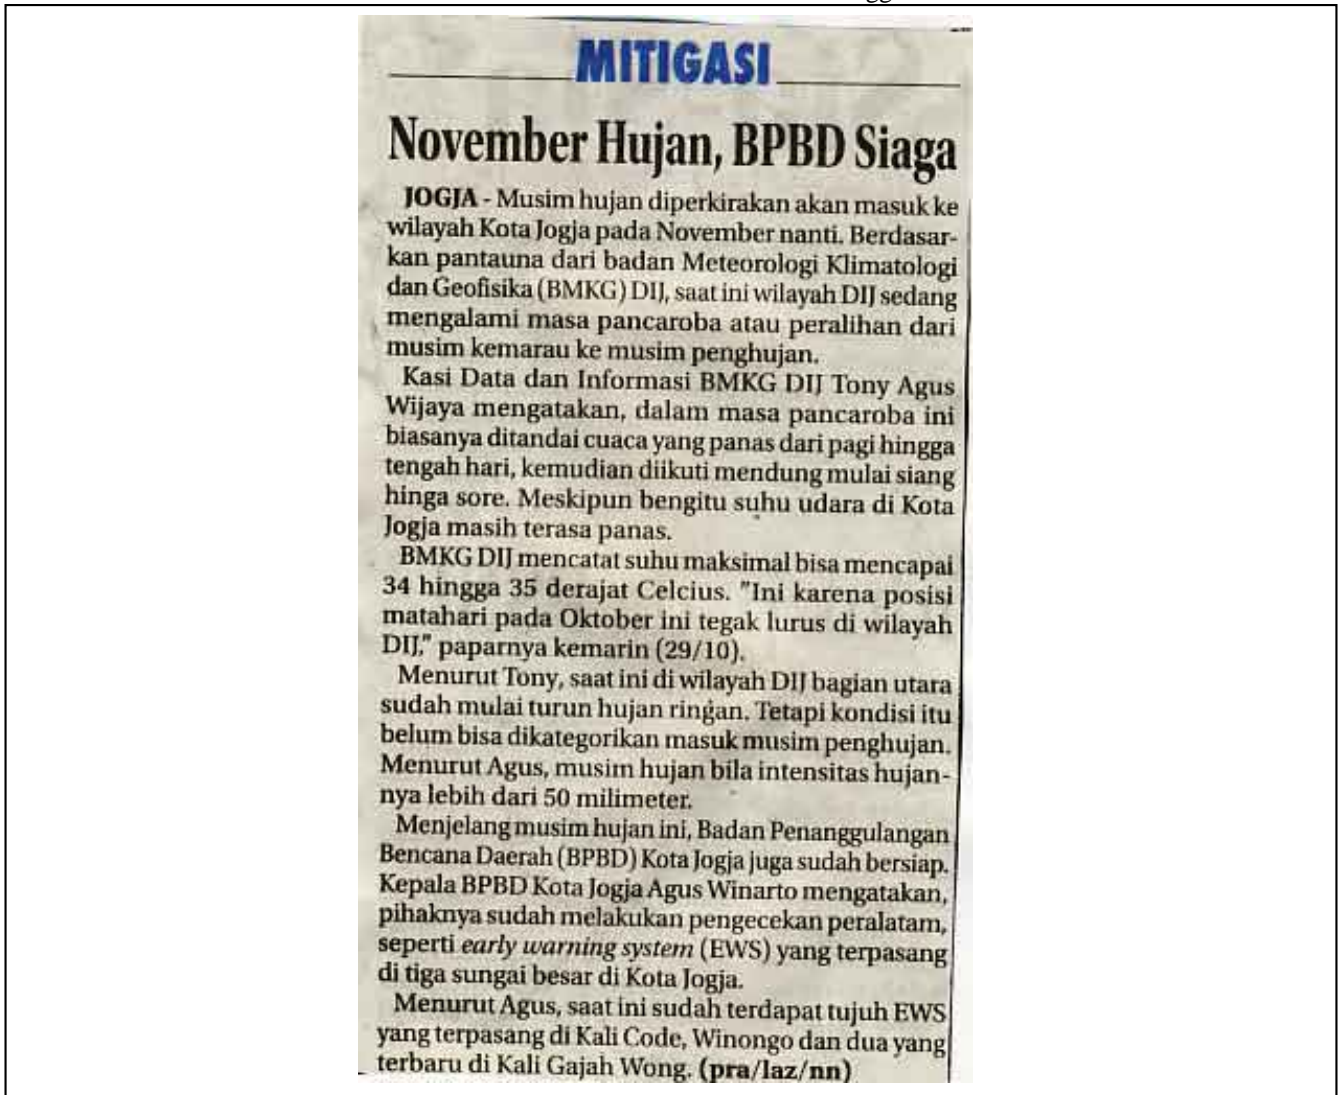 MITIGASI
November Hujan, BPBD Siaga
JOGJA - Musim hujan diperkirakan akan masuk ke
wilayah Kota Jogja pada November nanti. Berdasar-
kan pantauna dari badan Meteorologi Klimatologi
dan Geofisika (BMKG) DIJ, saat ini wilayah DIJ sedang
mengalami masa pancaroba atau peralihan dari
musim kemarau ke musim penghujan.
Kasi Data dan Informasi BMKG DIJ Tony Agus
Wijaya mengatakan, dalam masa pancaroba ini
biasanya ditandai cuaca yang panas dari pagi hingga
tengah hari, kemudian diikuti mendung mulai siang
hinga sore. Meskipun bengitu suhu udara di Kota
Jogja masih terasa panas.
BMKG DIJ mencatat suhu maksimal bisa mencapai
34 hingga 35 derajat Celcius. "Ini karena posisi
matahari pada Oktober ini tegak lurus di wilayah
DIJ," paparnya kemarin (29/10).
Menurut Tony, saat ini di wilayah DIJ bagian utara
sudah mulai turun hujan ringan. Tetapi kondisi itu
belum bisa dikategorikan masuk musim penghujan.
Menurut Agus, musim hujan bila intensitas hujan-
nya lebih dari 50 milimeter.
Menjelang musim hujan ini, Badan Penanggulangan
Bencana Daerah (BPBD) Kota Jogja juga sudah bersiap.
Kepala BPBD Kota Jogja Agus Winarto mengatakan,
pihaknya sudah melakukan pengecekan peralatam,
seperti early warning system (EWS) yang terpasang
di tiga sungai besar di Kota Jogja.
Menurut Agus, saat ini sudah terdapat tujuh EWS
yang terpasang di Kali Code, Winongo dan dua yang
terbaru di Kali Gajah Wong. (pra/laz/nn)